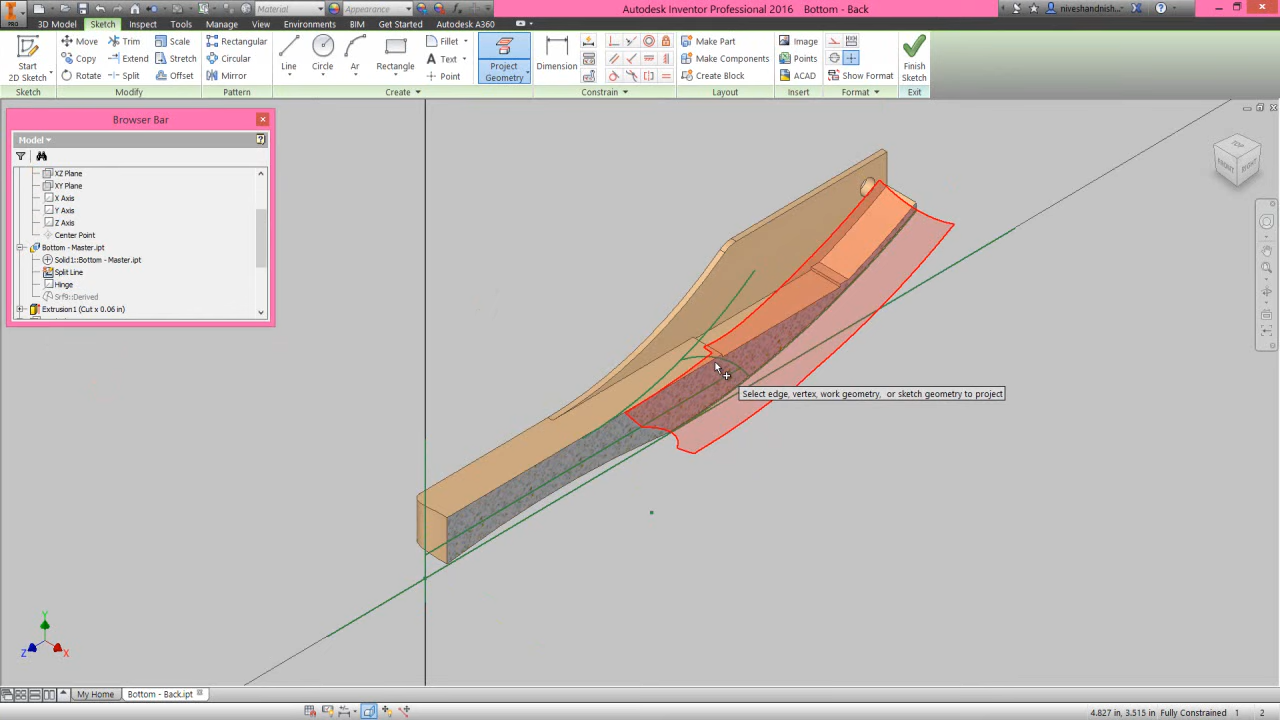 Material Appearance Autodesk Inventor Professional 2016 Bottom - Back niveshandnish...
PRO 3D Model Sketch Inspect Tools Manage View Environments BIM Get Started Autodesk A360
Start 2D Sketch Move Trim Scale Rectangular Line Circle Arc Rectangle Fillet Project Geometry Dimension Make Part Image
Copy Extend Stretch Circular Text Make Components Points
Rotate Split Offset Mirror Point Create Block ACAD Show Format Finish Sketch
Sketch Modify Pattern Create Constrain Layout Insert Format Exit
Browser Bar
Model
XZ Plane
XY Plane
X Axis
Y Axis
Z Axis
Center Point
Bottom - Master.ipt
Solid1::Bottom - Master.ipt
Split Line
Hinge
Srf9::Derived
Extrusion1 (Cut x 0.06 in)
TOP
FRONT RIGHT
Select edge, vertex, work geometry, or sketch geometry to project
Y
Z X
My Home Bottom - Back.ipt
4.827 in, 3.515 in Fully Constrained 1 2